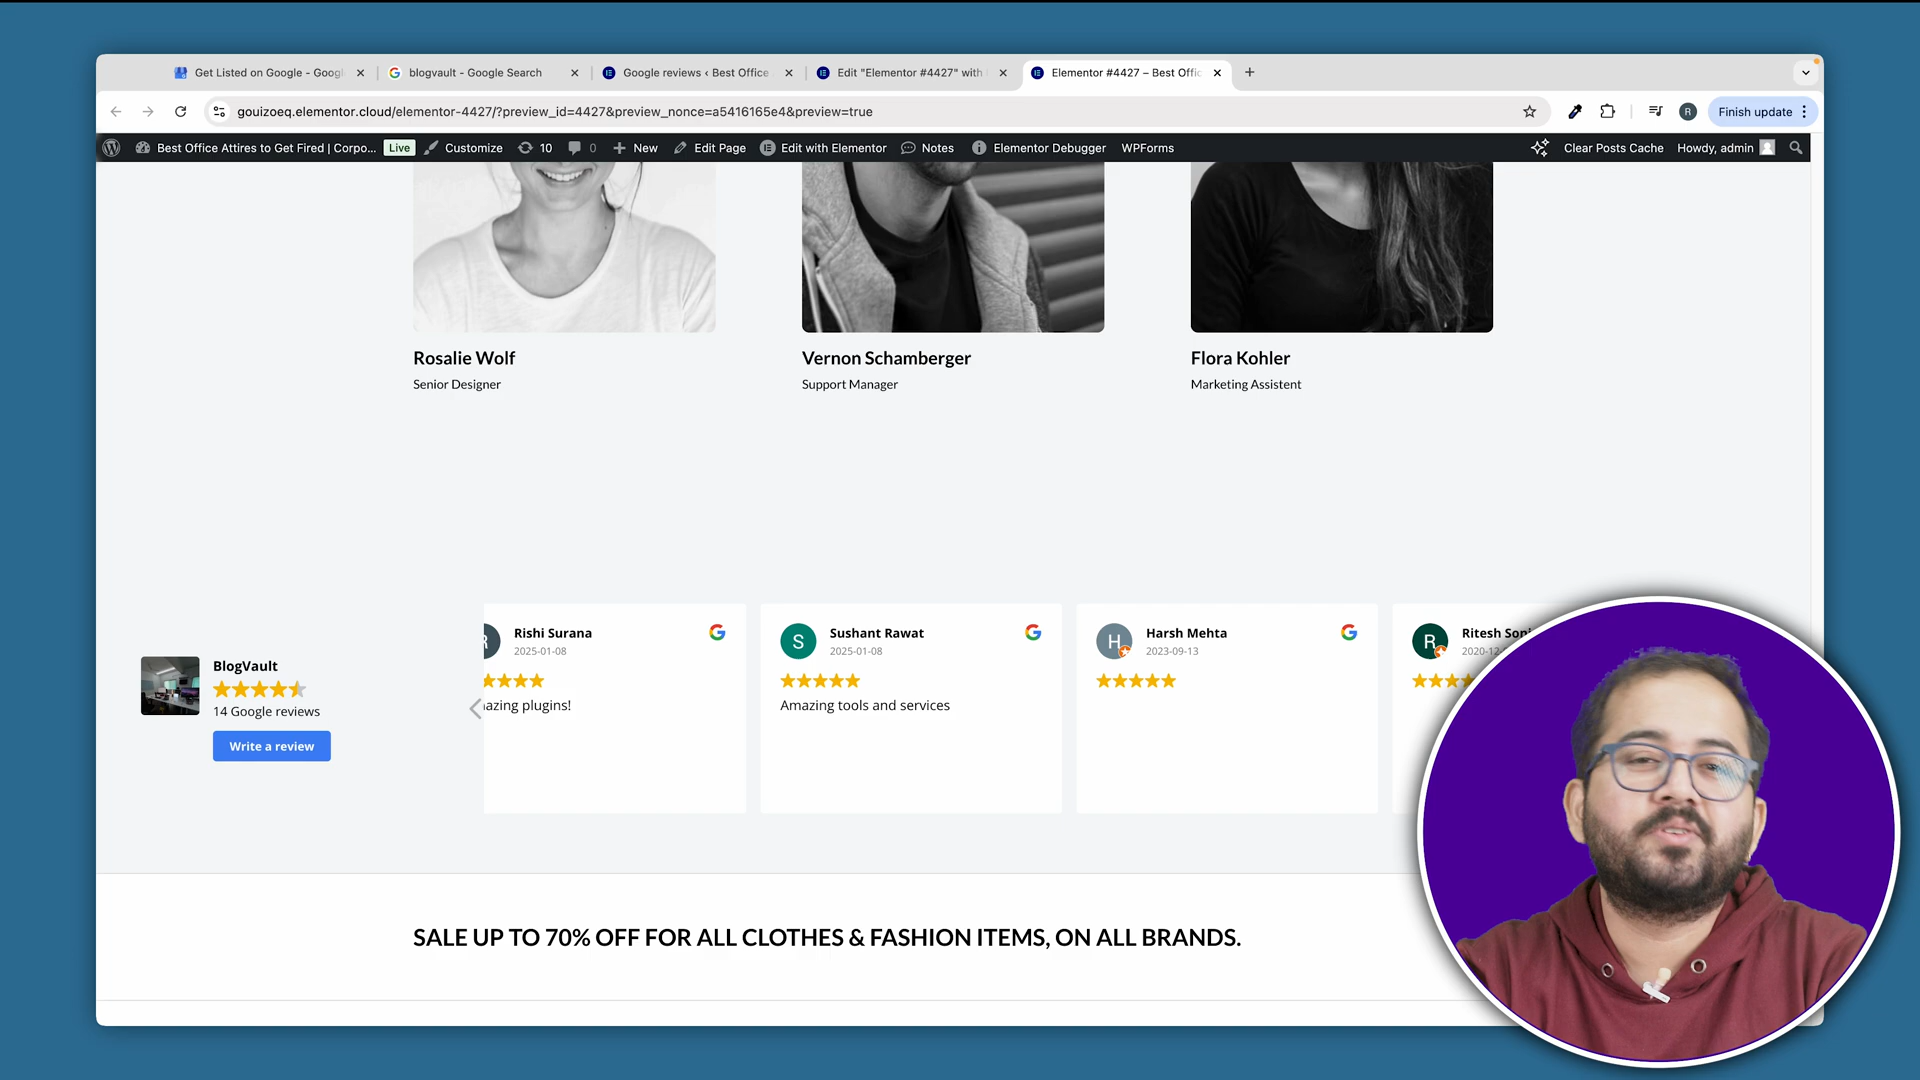 Get Listed on Google - Googl
blogvault - Google Search
Google reviews ‹ Best Office
Edit "Elementor #4427" with
Elementor #4427 – Best Offic
gouizoeq.elementor.cloud/elementor-4427/?preview_id=4427&preview_nonce=a5416165e4&preview=true
R
Finish update
Best Office Attires to Get Fired | Corpo...
Live
Customize
10
0
New
Edit Page
Edit with Elementor
Notes
Elementor Debugger
WPForms
Clear Posts Cache
Howdy, admin
Rosalie Wolf
Senior Designer
Vernon Schamberger
Support Manager
Flora Kohler
Marketing Assistent
BlogVault
14 Google reviews
Write a review
Rishi Surana
2025-01-08
azing plugins!
S
Sushant Rawat
2025-01-08
Amazing tools and services
H
Harsh Mehta
2023-09-13
R
Ritesh Soni
2020-12-
SALE UP TO 70% OFF FOR ALL CLOTHES & FASHION ITEMS, ON ALL BRANDS.